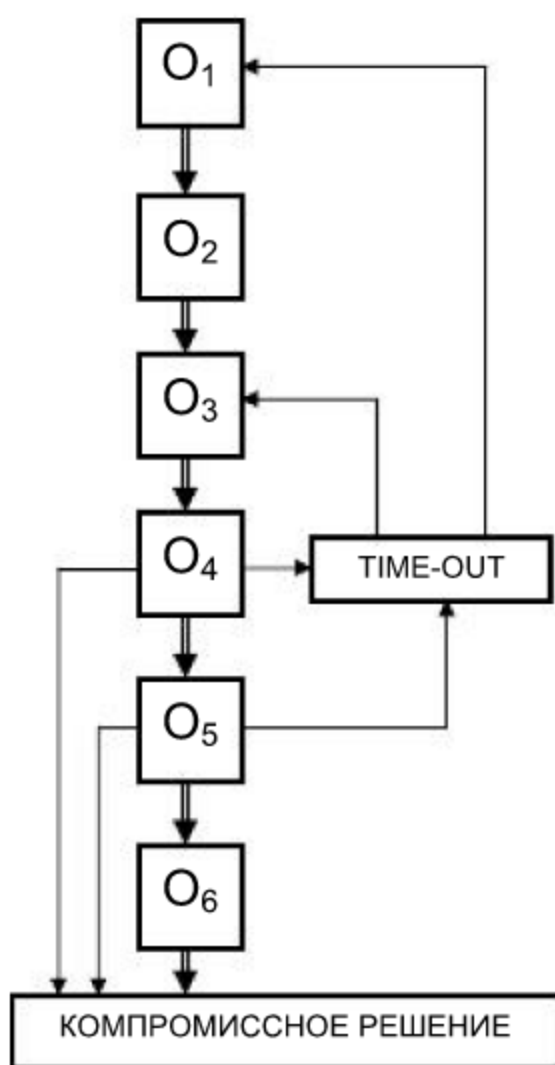 O₁
O₂
O₃
O₄
TIME-OUT
O₅
O₆
КОМПРОМИССНОЕ РЕШЕНИЕ